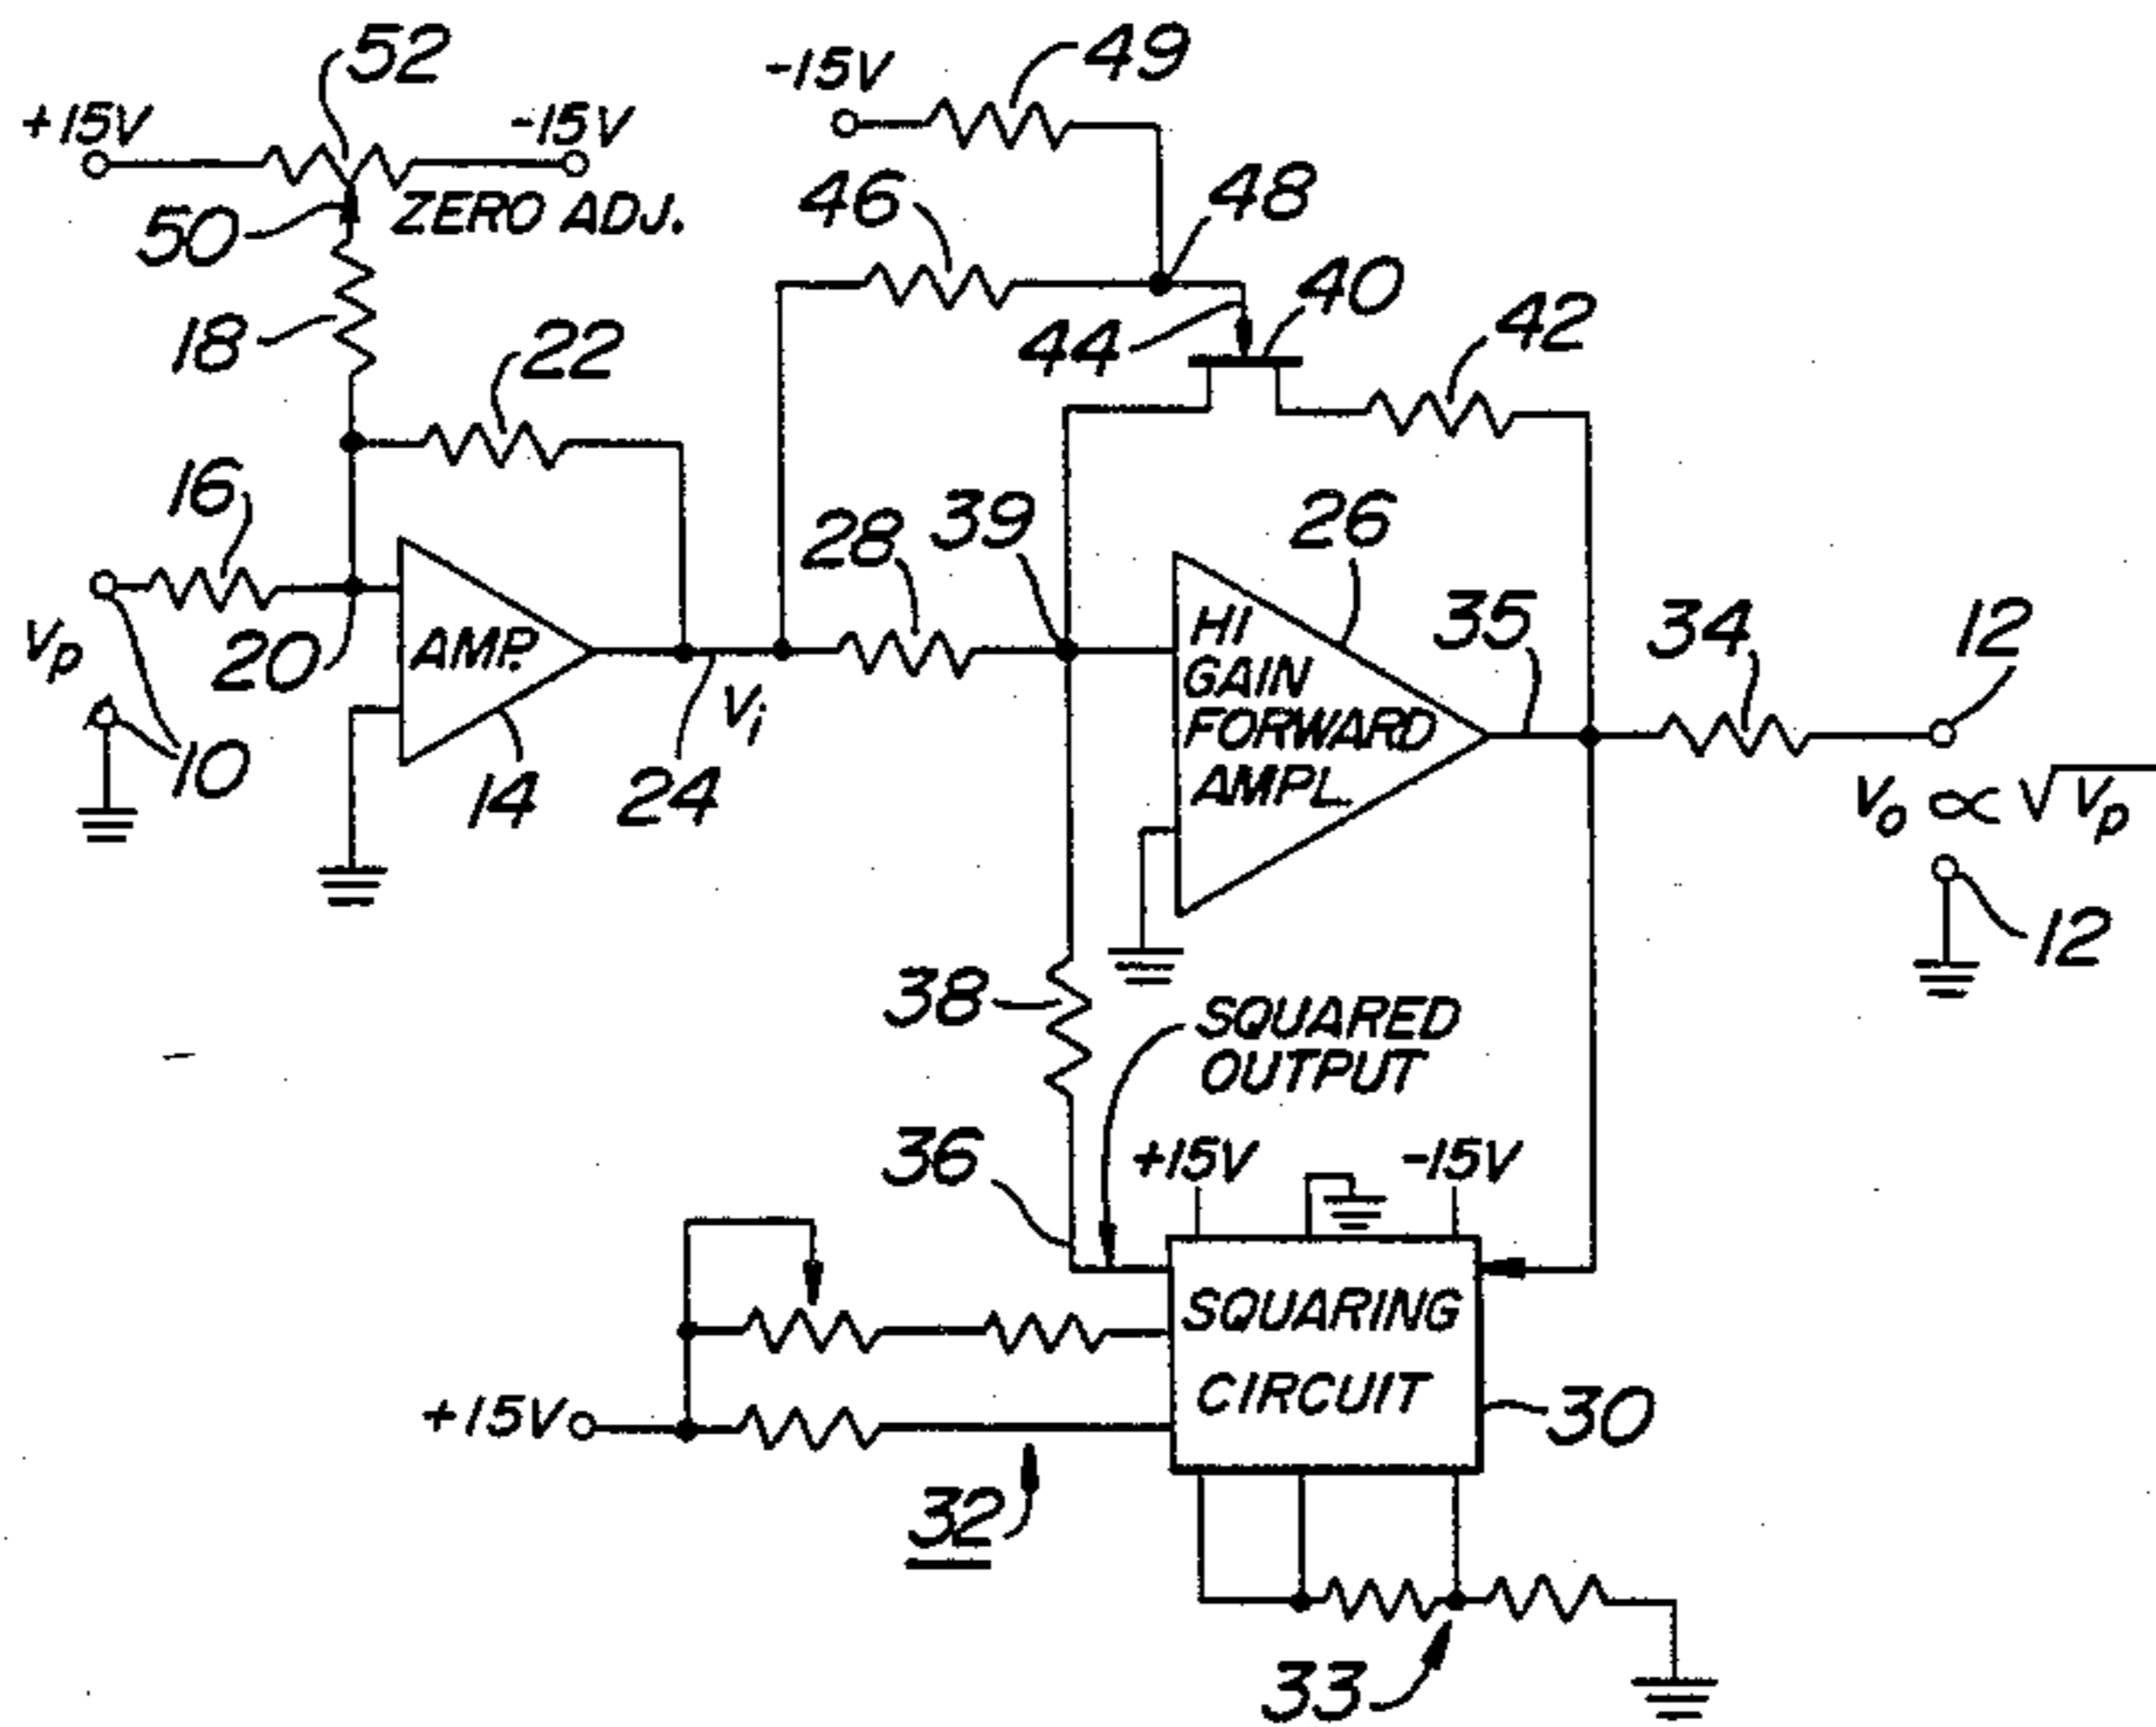 52
49
-15V
+15V
-15V
50
ZERO ADJ.
46
48
40
44
42
18
22
16
28
39
26
35
34
12
Vp
20
AMP.
HI
GAIN
FORWARD
AMPL.
Vi
10
14
24
Vo ∝ √Vp
12
38
SQUARED
OUTPUT
36
+15V
-15V
SQUARING
CIRCUIT
+15V
30
32
33